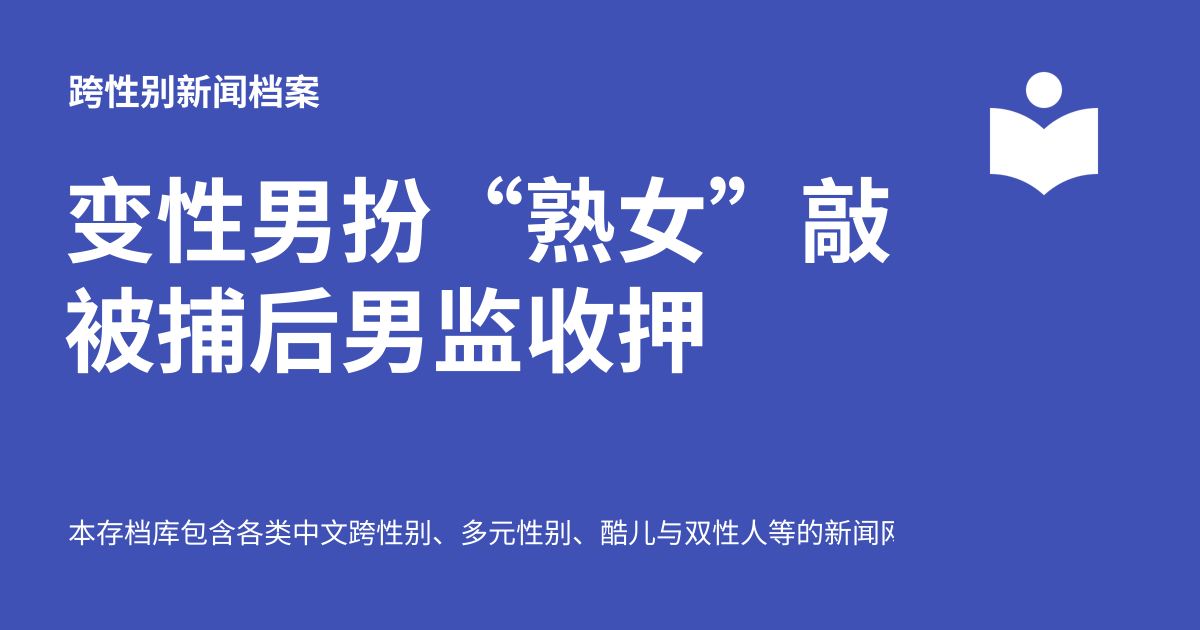 跨性别新闻档案
变性男扮“熟女”敲
被捕后男监收押
本存档库包含各类中文跨性别、多元性别、酷儿与双性人等的新闻网